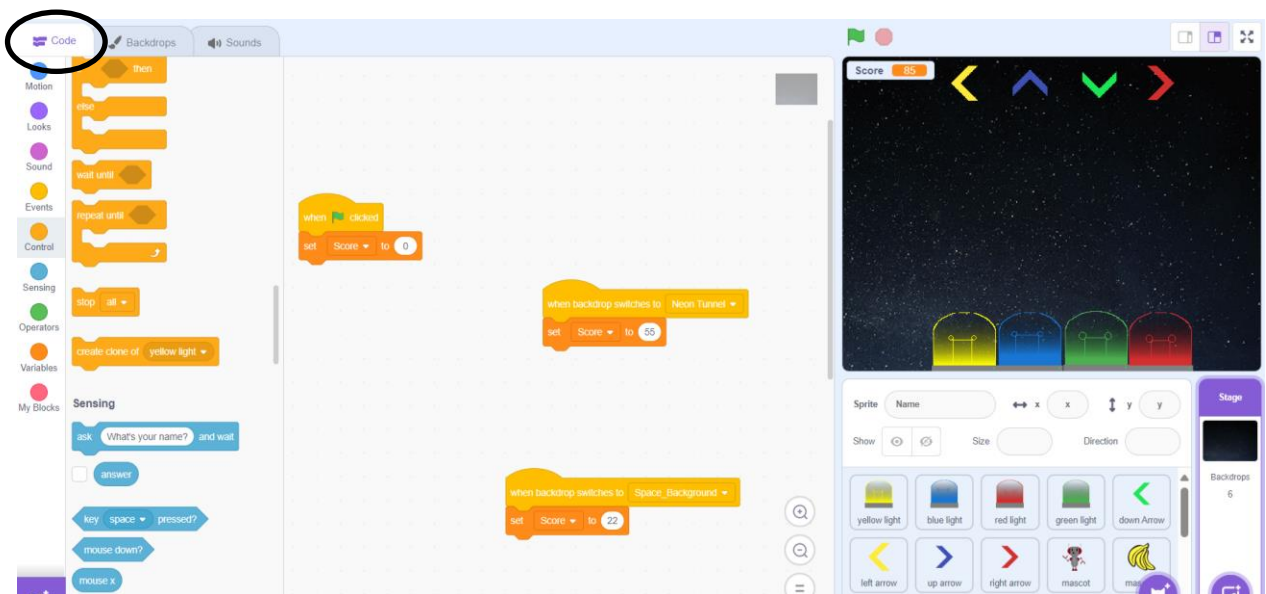 Code
Backdrops
Sounds
Motion
Looks
Sound
Events
Control
Sensing
Operators
Variables
My Blocks
then
else
wait until
repeat until
stop all
create clone of yellow light
Sensing
ask What's your name? and wait
answer
key space pressed?
mouse down?
mouse x
when clicked
set Score to 0
when backdrop switches to Neon Tunnel
set Score to 55
when backdrop switches to Space_Background
set Score to 22
Score 85
Sprite Name x x y y
Show Size Direction
yellow light
blue light
red light
green light
down Arrow
left arrow
up arrow
right arrow
mascot
Stage
Backdrops
6